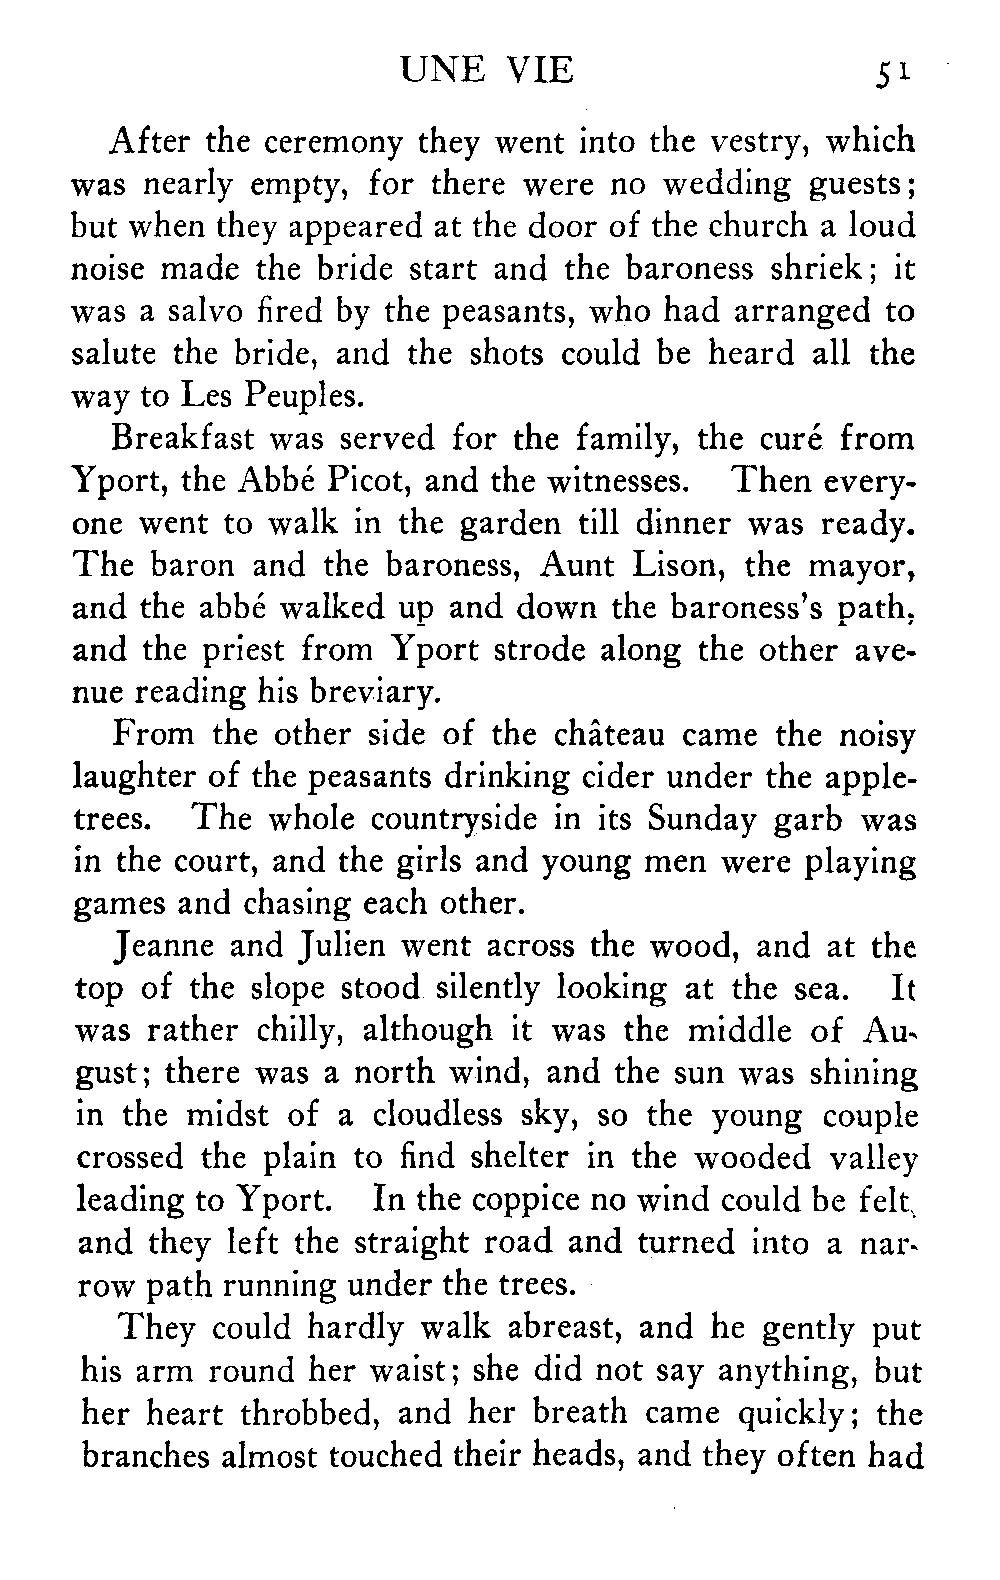 UNE VIE 51
After the ceremony they went into the vestry, which
was nearly empty, for there were no wedding guests;
but when they appeared at the door of the church a loud
noise made the bride start and the baroness shriek; it
was a salvo fired by the peasants, who had arranged to
salute the bride, and the shots could be heard all the
way to Les Peuples.
Breakfast was served for the family, the curé from
Yport, the Abbé Picot, and the witnesses. Then every-
one went to walk in the garden till dinner was ready.
The baron and the baroness, Aunt Lison, the mayor,
and the abbé walked up and down the baroness's path,
and the priest from Yport strode along the other ave-
nue reading his breviary.
From the other side of the château came the noisy
laughter of the peasants drinking cider under the apple-
trees. The whole countryside in its Sunday garb was
in the court, and the girls and young men were playing
games and chasing each other.
Jeanne and Julien went across the wood, and at the
top of the slope stood silently looking at the sea. It
was rather chilly, although it was the middle of Au-
gust; there was a north wind, and the sun was shining
in the midst of a cloudless sky, so the young couple
crossed the plain to find shelter in the wooded valley
leading to Yport. In the coppice no wind could be felt,
and they left the straight road and turned into a nar-
row path running under the trees.
They could hardly walk abreast, and he gently put
his arm round her waist; she did not say anything, but
her heart throbbed, and her breath came quickly; the
branches almost touched their heads, and they often had